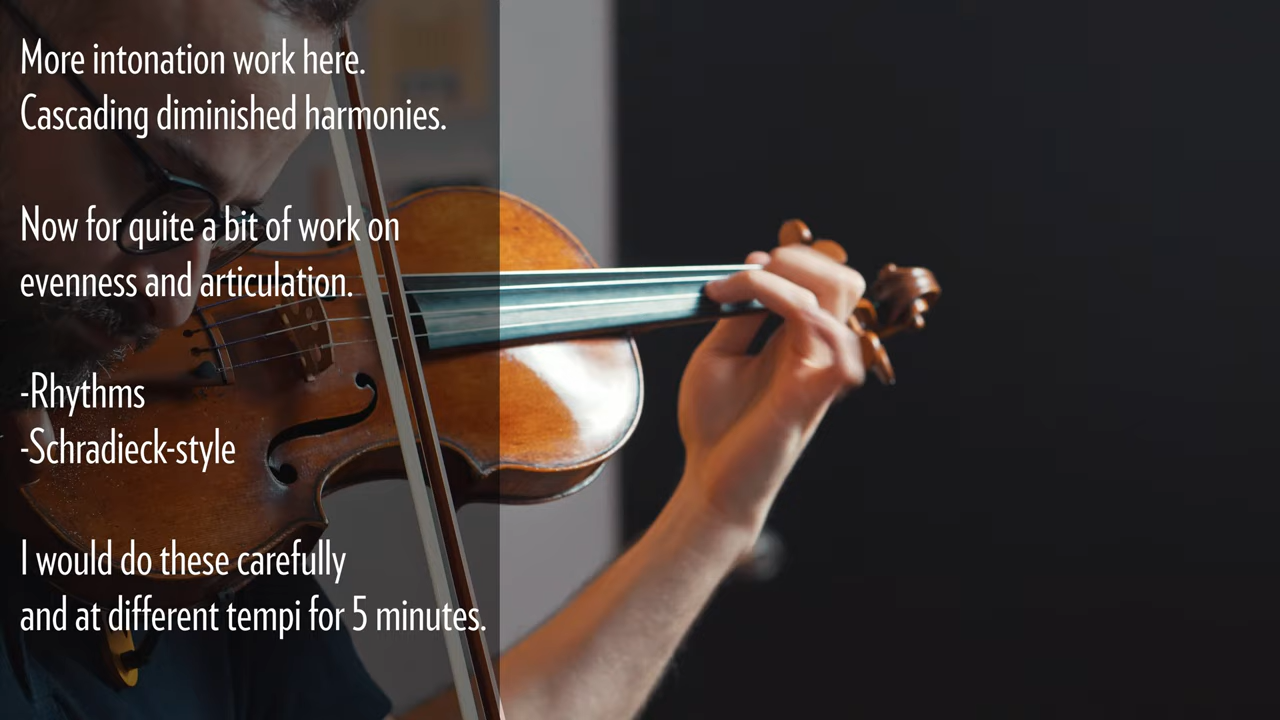 More intonation work here.
Cascading diminished harmonies.
Now for quite a bit of work on
evenness and articulation.
-Rhythms
-Schradieck-style
I would do these carefully
and at different tempi for 5 minutes.